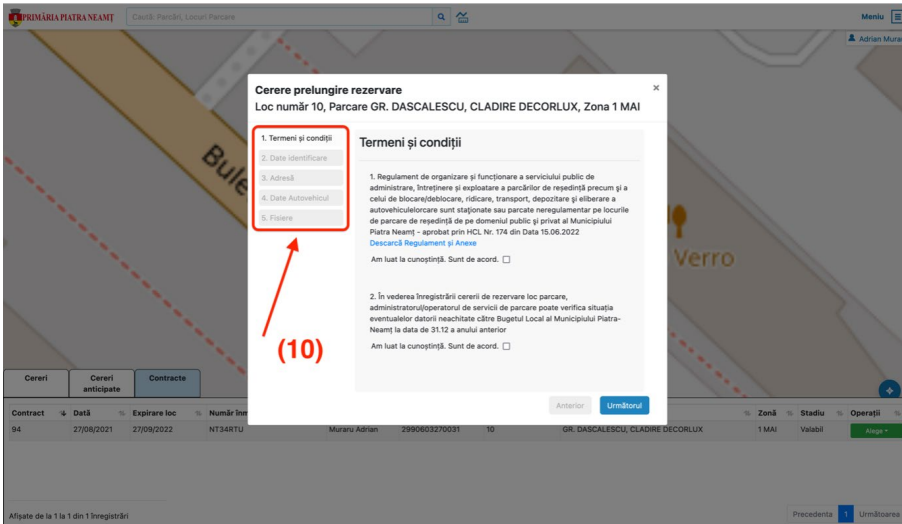 PRIMĂRIA PIATRA NEAMȚ
Caută: Parcări, Locuri Parcare
Meniu
Adrian Mura
Bule
Verro
Cerere prelungire rezervare
×
Loc număr 10, Parcare GR. DASCALESCU, CLADIRE DECORLUX, Zona 1 MAI
1. Termeni și condiții
2. Date identificare
3. Adresă
4. Date Autovehicul
5. Fisiere
(10)
Termeni și condiții
1. Regulament de organizare și funcționare a serviciului public de
administrare, întreținere și exploatare a parcărilor de reședință precum şi a
celui de blocare/deblocare, ridicare, transport, depozitare şi eliberare a
autovehiculelorcare sunt staţionate sau parcate neregulamentar pe locurile
de parcare de reședință de pe domeniul public şi privat al Municipiului
Piatra Neamț - aprobat prin HCL Nr. 174 din Data 15.06.2022
Descarcă Regulament și Anexe
Am luat la cunoștință. Sunt de acord.
2. În vederea înregistrării cererii de rezervare loc parcare,
administratorul/operatorul de servicii de parcare poate verifica situația
eventualelor datorii neachitate către Bugetul Local al Municipiului Piatra-
Neamț la data de 31.12 a anului anterior
Am luat la cunoștință. Sunt de acord.
Anterior
Următorul
Cereri
Cereri
anticipate
Contracte
Contract Dată Expirare loc Număr înm Zonă Stadiu Operații
94 27/08/2021 27/09/2022 NT34RTU Muraru Adrian 2990603270031 10 GR. DASCALESCU, CLADIRE DECORLUX 1 MAI Valabil Alege
Afișate de la 1 la 1 din 1 înregistrări
Precedenta 1 Următoarea